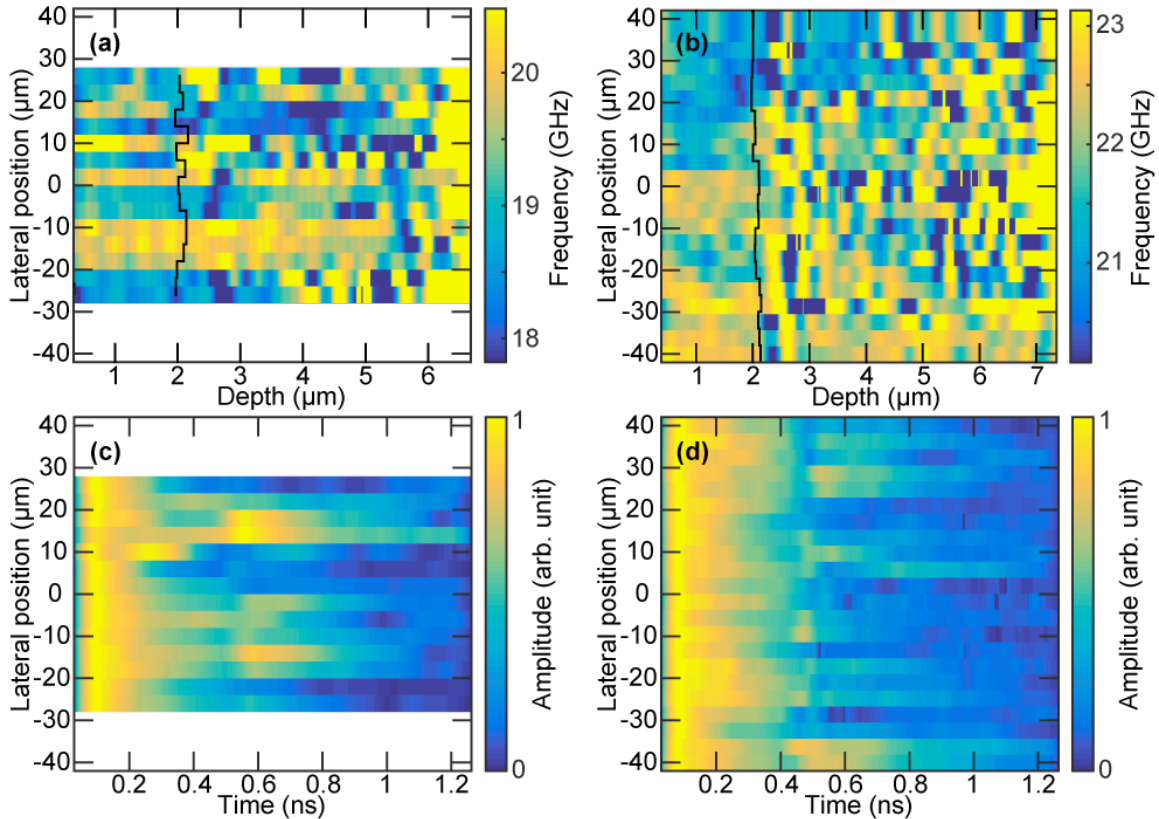 (a)
Lateral position (µm)
40
30
20
10
0
-10
-20
-30
-40
1 2 3 4 5 6
Depth (µm)
20
19
18
Frequency (GHz)
(b)
Lateral position (µm)
40
30
20
10
0
-10
-20
-30
-40
1 2 3 4 5 6 7
Depth (µm)
23
22
21
Frequency (GHz)
(c)
Lateral position (µm)
40
30
20
10
0
-10
-20
-30
-40
0.2 0.4 0.6 0.8 1 1.2
Time (ns)
1
0
Amplitude (arb. unit)
(d)
Lateral position (µm)
40
30
20
10
0
-10
-20
-30
-40
0.2 0.4 0.6 0.8 1 1.2
Time (ns)
1
0
Amplitude (arb. unit)